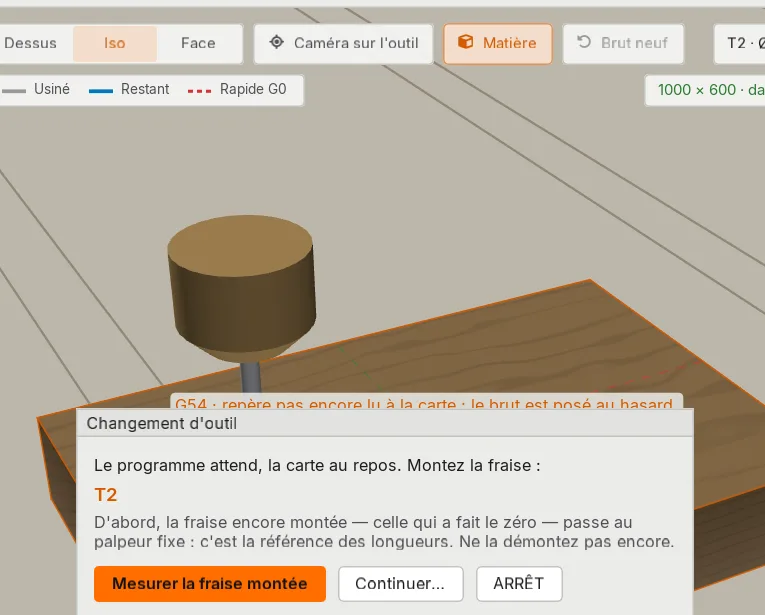 Dessus Iso Face Caméra sur l'outil Matière Brut neuf T2 · Ø
Usiné Restant Rapide G0 1000 × 600 · da
G54 · repère pas encore lu à la carte : le brut est posé au hasard
Changement d'outil
Le programme attend, la carte au repos. Montez la fraise :
T2
D'abord, la fraise encore montée — celle qui a fait le zéro — passe au
palpeur fixe : c'est la référence des longueurs. Ne la démontez pas encore.
Mesurer la fraise montée Continuer... ARRÊT